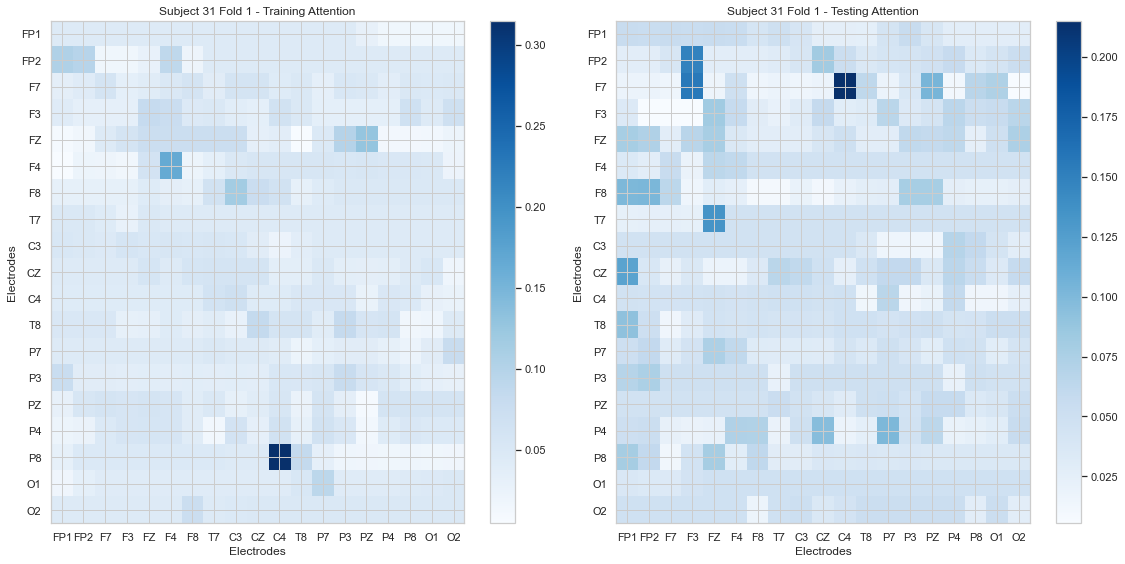 Subject 31 Fold 1 - Training Attention
FP1
FP2
F7
F3
FZ
F4
F8
T7
C3
CZ
C4
T8
P7
P3
PZ
P4
P8
O1
O2
Electrodes
FP1 FP2 F7 F3 FZ F4 F8 T7 C3 CZ C4 T8 P7 P3 PZ P4 P8 O1 O2
Electrodes
0.30
0.25
0.20
0.15
0.10
0.05
Subject 31 Fold 1 - Testing Attention
FP1
FP2
F7
F3
FZ
F4
F8
T7
C3
CZ
C4
T8
P7
P3
PZ
P4
P8
O1
O2
Electrodes
FP1 FP2 F7 F3 FZ F4 F8 T7 C3 CZ C4 T8 P7 P3 PZ P4 P8 O1 O2
Electrodes
0.200
0.175
0.150
0.125
0.100
0.075
0.050
0.025